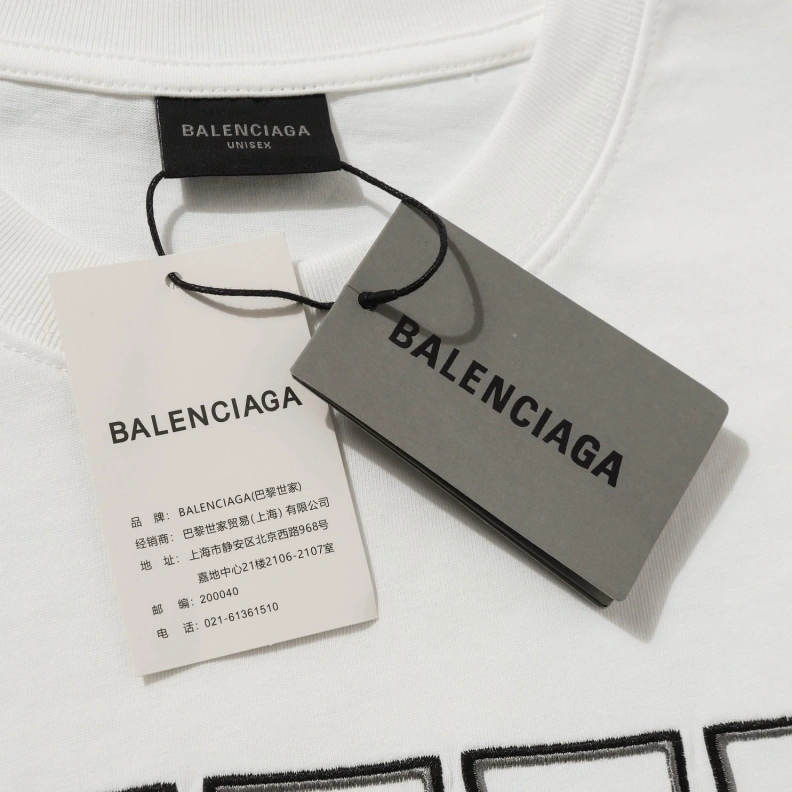 BALENCIAGA
UNISEX
BALENCIAGA
品 牌: BALENCIAGA(巴黎世家)
经销商: 巴黎世家贸易(上海)有限公司
地 址: 上海市静安区北京西路968号
嘉地中心21楼2106-2107室
邮 编: 200040
电 话: 021-61361510
BALENCIAGA